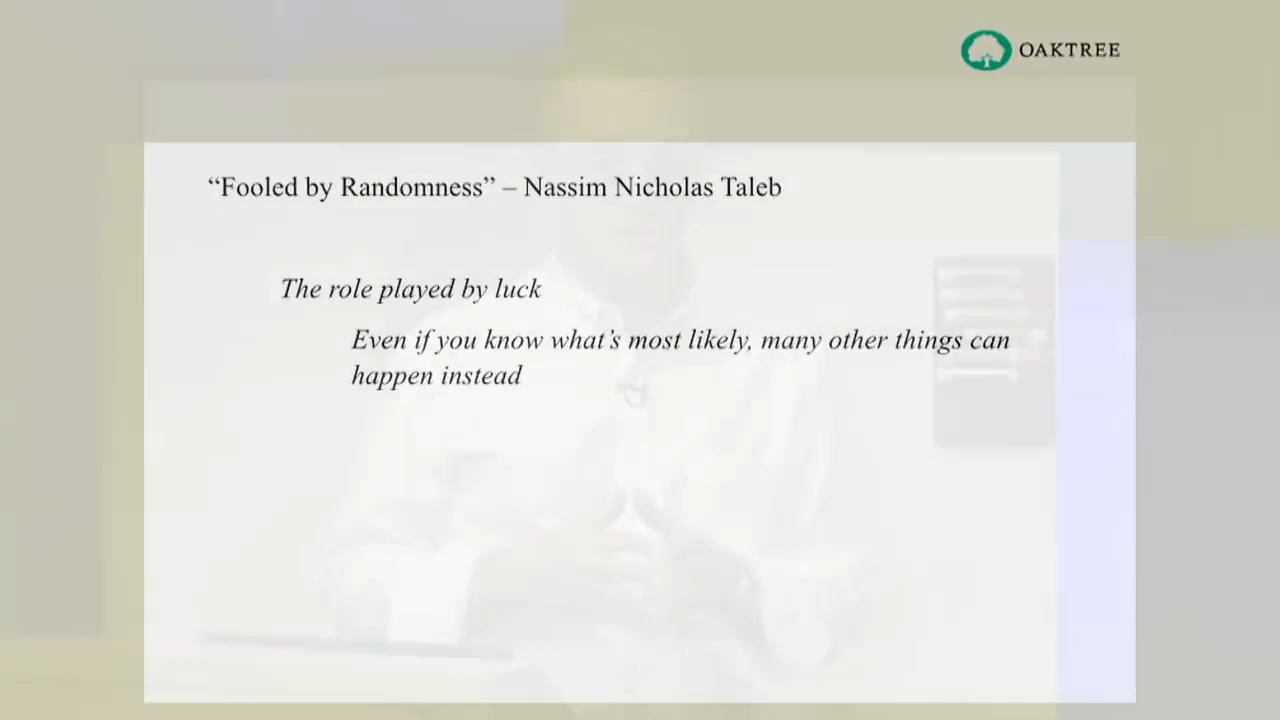 OAKTREE
“Fooled by Randomness” – Nassim Nicholas Taleb
The role played by luck
Even if you know what’s most likely, many other things can
happen instead